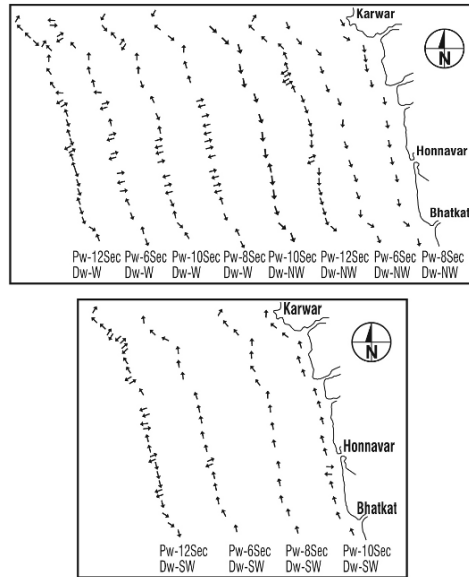 Karwar
N
Honnavar
Bhatkat
Pw-12Sec Pw-6Sec Pw-10Sec Pw-8Sec Pw-10Sec Pw-12Sec Pw-6Sec Pw-8Sec
Dw-W Dw-W Dw-W Dw-W Dw-NW Dw-NW Dw-NW Dw-NW
Karwar
N
Honnavar
Bhatkat
Pw-12Sec Pw-6Sec Pw-8Sec Pw-10Sec
Dw-SW Dw-SW Dw-SW Dw-SW